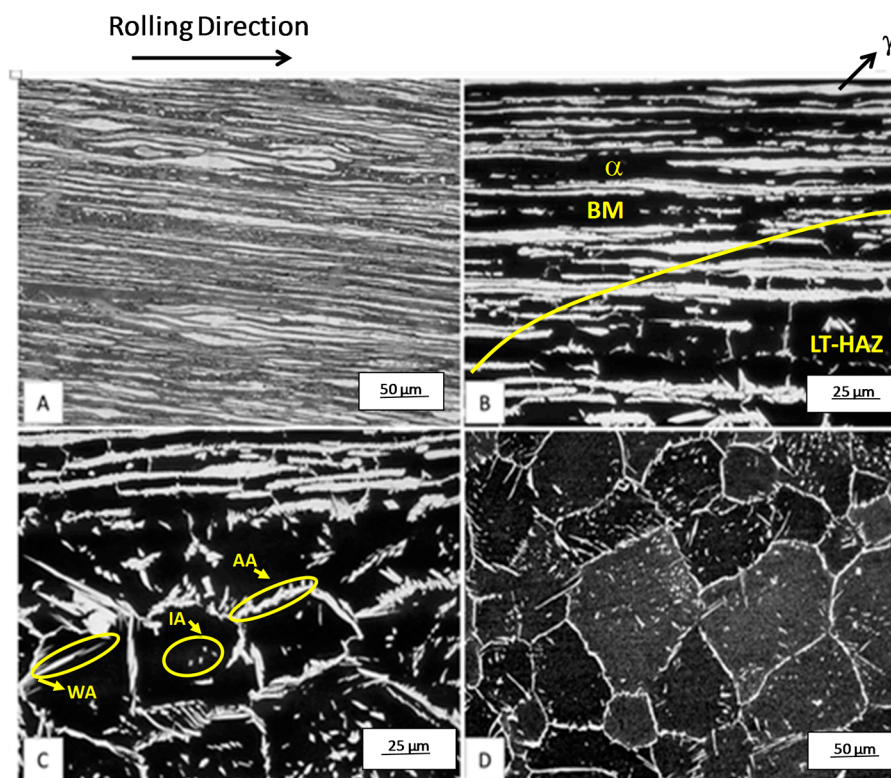 Rolling Direction
γ
α
BM
LT-HAZ
A
50 µm
B
25 µm
AA
IA
WA
C
25 µm
D
50 µm